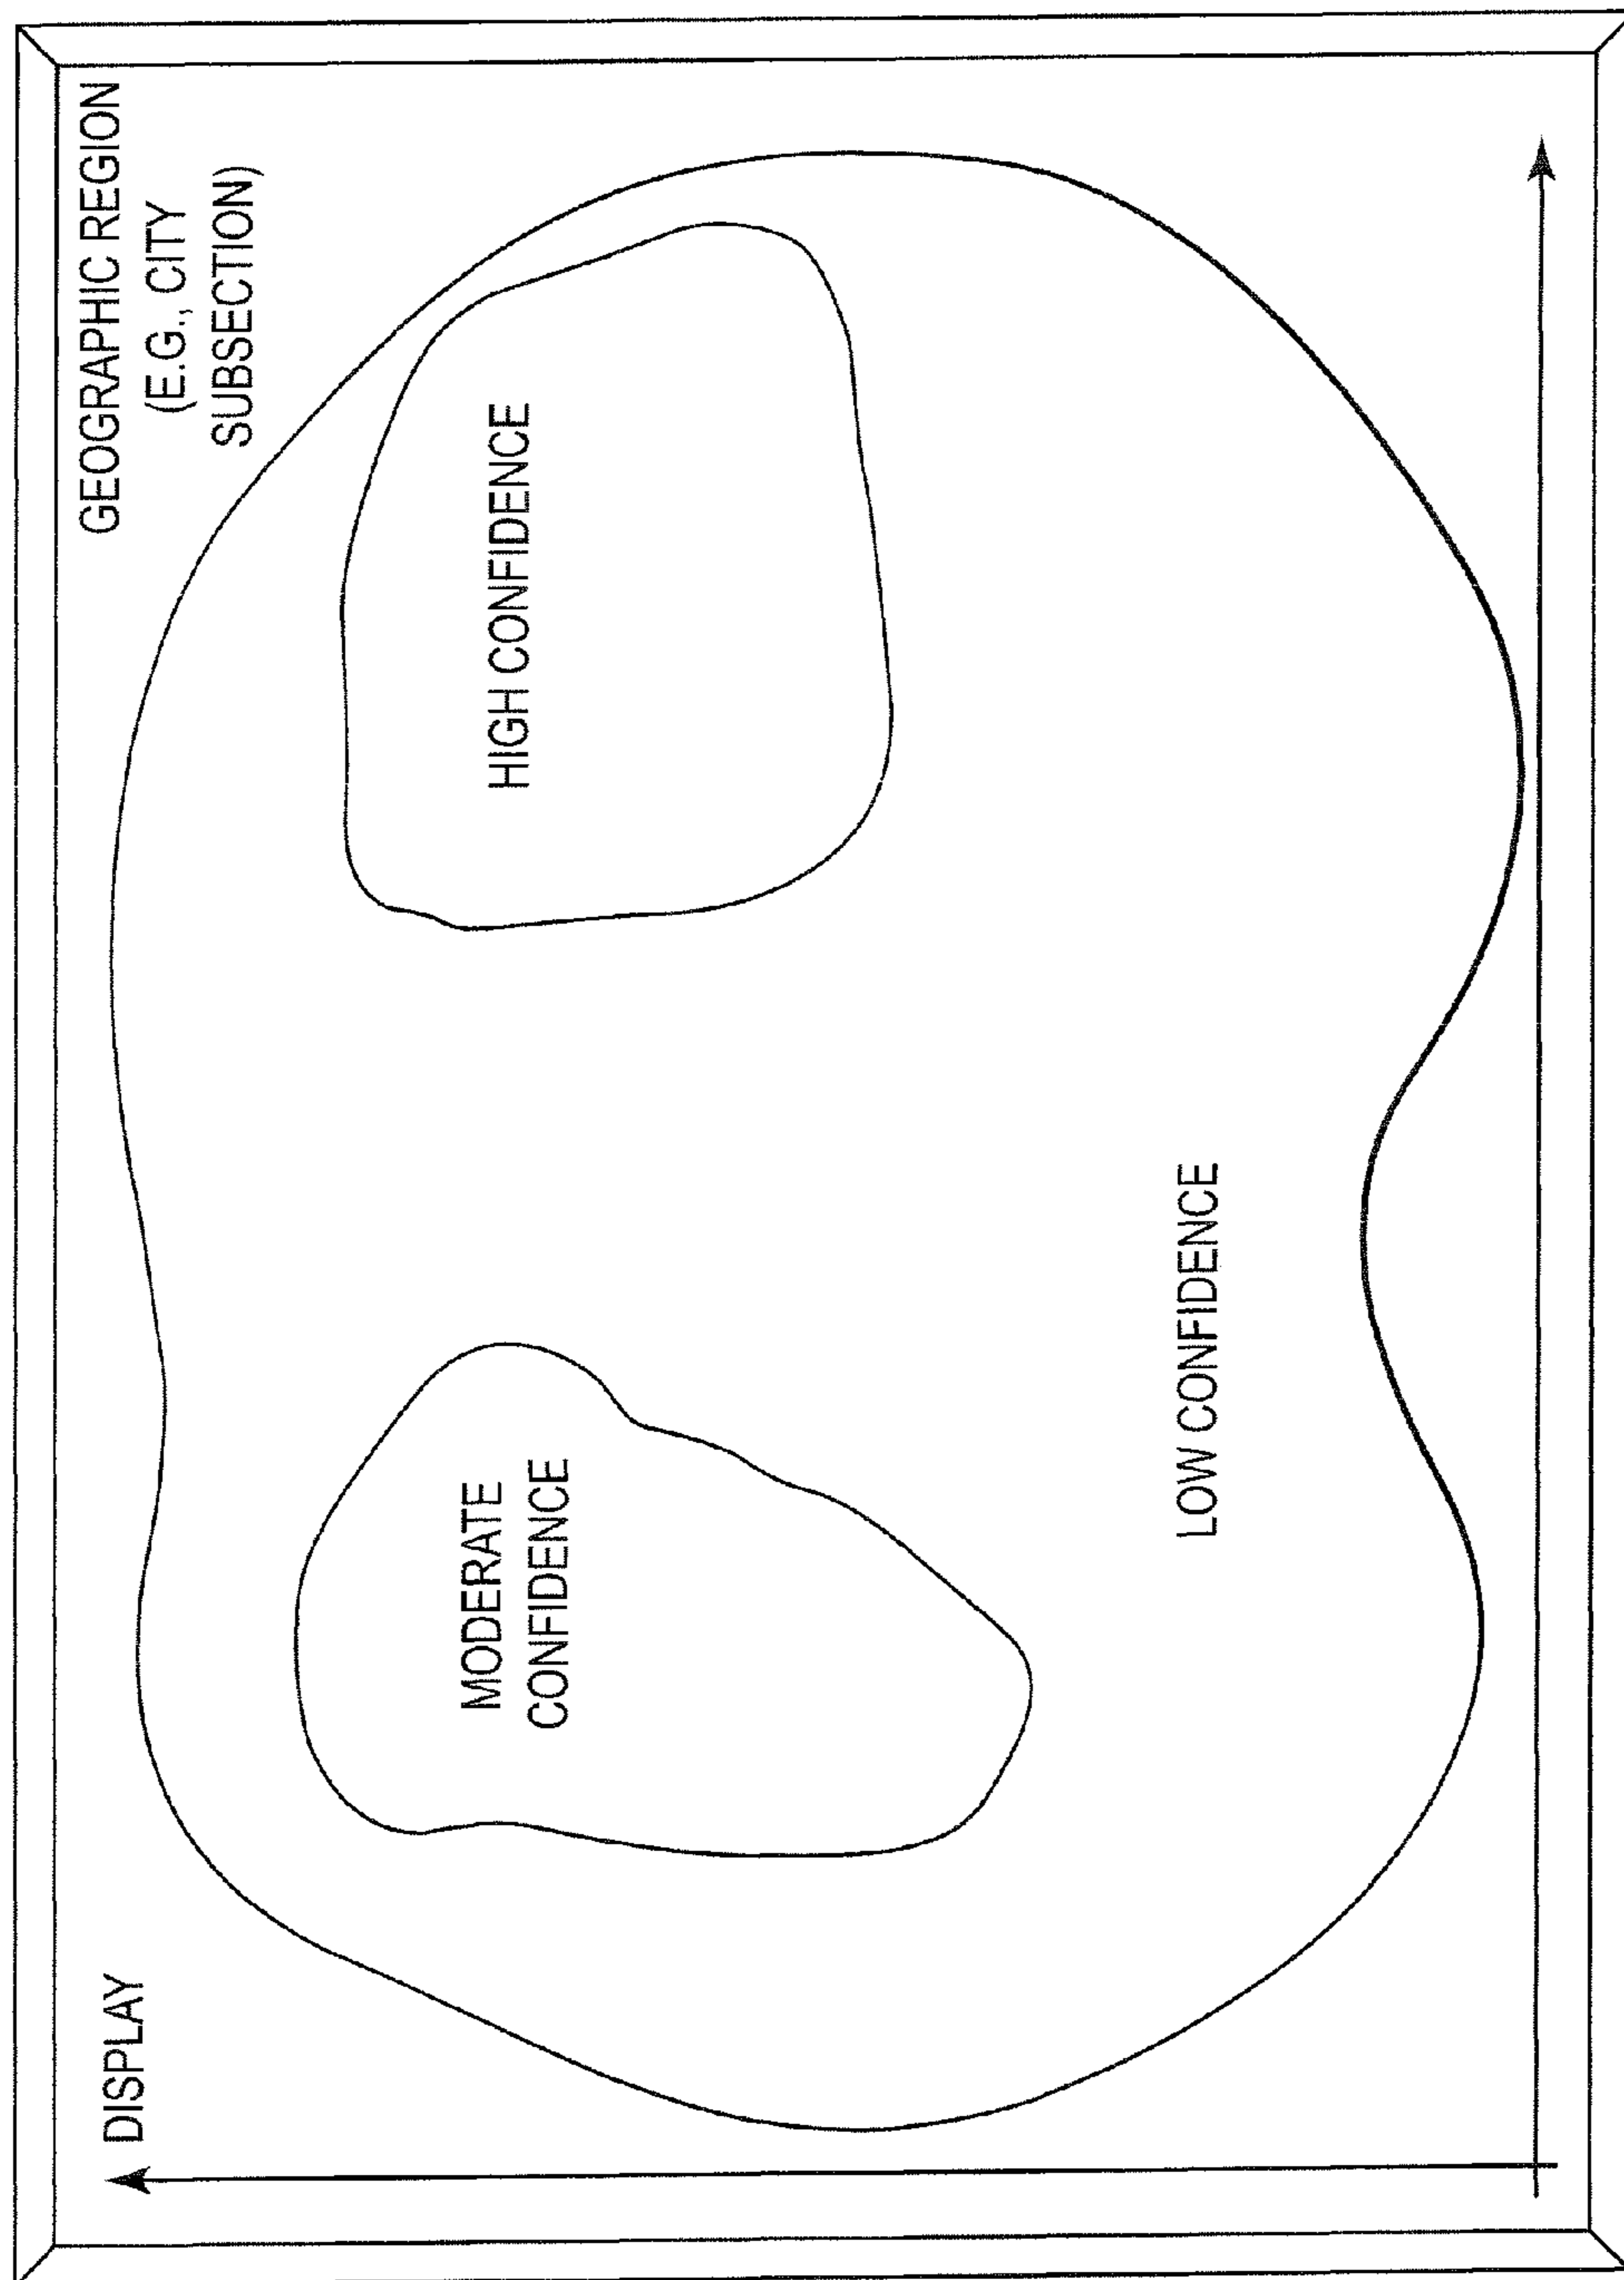 DISPLAY
GEOGRAPHIC REGION
(E.G., CITY
SUBSECTION)
MODERATE
CONFIDENCE
HIGH CONFIDENCE
LOW CONFIDENCE